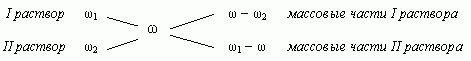 I раствор ω₁ ω – ω₂ массовые части I раствора
ω
II раствор ω₂ ω₁ – ω массовые части II раствора